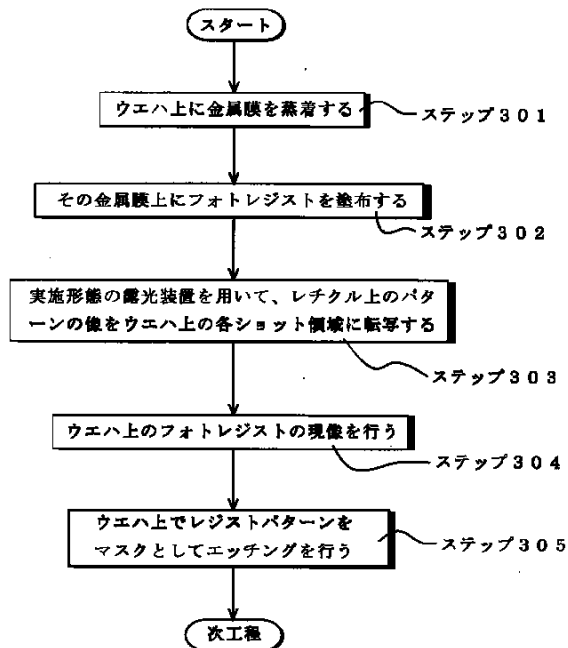 スタート
ウエハ上に金属膜を蒸着する
ステップ301
その金属膜上にフォトレジストを塗布する
ステップ302
実施形態の露光装置を用いて、レチクル上のパタ
ーンの像をウエハ上の各ショット領域に転写する
ステップ303
ウエハ上のフォトレジストの現像を行う
ステップ304
ウエハ上でレジストパターンを
マスクとしてエッチングを行う
ステップ305
次工程